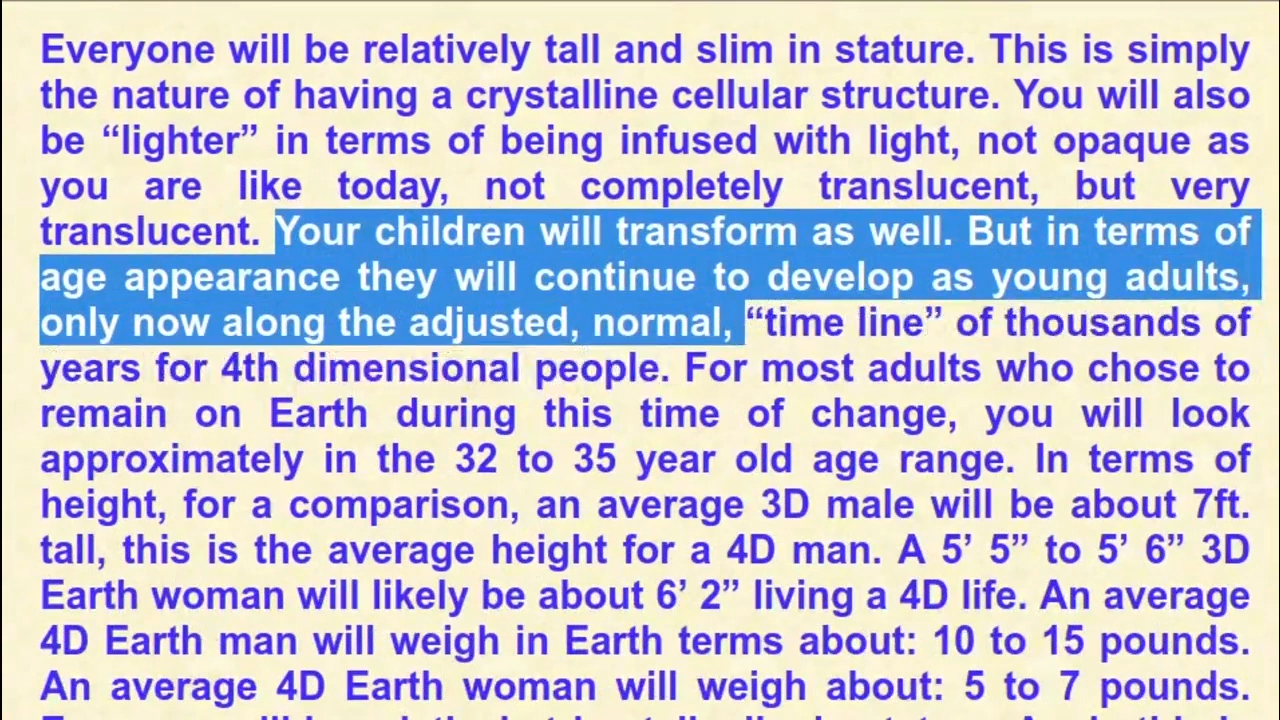 Everyone will be relatively tall and slim in stature. This is simply
the nature of having a crystalline cellular structure. You will also
be “lighter” in terms of being infused with light, not opaque as
you are like today, not completely translucent, but very
translucent. Your children will transform as well. But in terms of
age appearance they will continue to develop as young adults,
only now along the adjusted, normal, “time line” of thousands of
years for 4th dimensional people. For most adults who chose to
remain on Earth during this time of change, you will look
approximately in the 32 to 35 year old age range. In terms of
height, for a comparison, an average 3D male will be about 7ft.
tall, this is the average height for a 4D man. A 5’ 5” to 5’ 6” 3D
Earth woman will likely be about 6’ 2” living a 4D life. An average
4D Earth man will weigh in Earth terms about: 10 to 15 pounds.
An average 4D Earth woman will weigh about: 5 to 7 pounds.